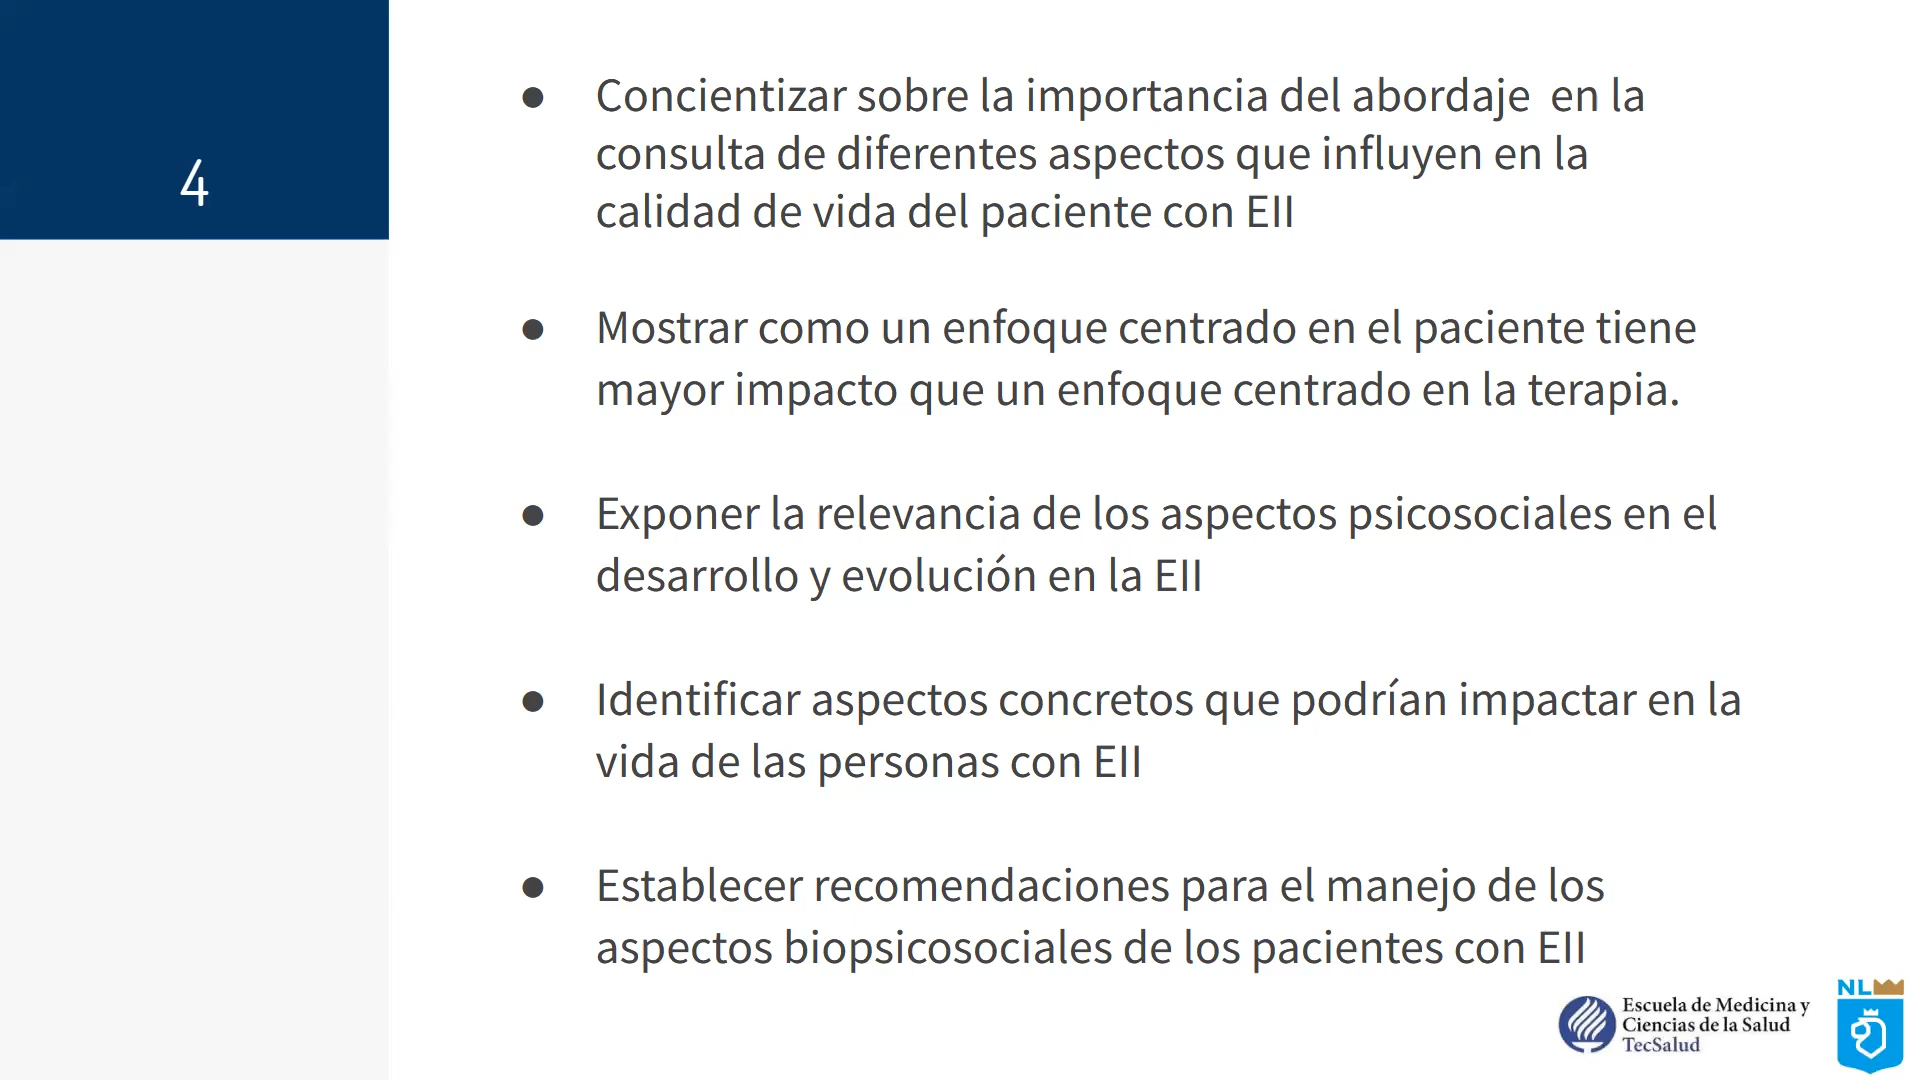 4
● Concientizar sobre la importancia del abordaje  en la
consulta de diferentes aspectos que influyen en la
calidad de vida del paciente con EII
● Mostrar como un enfoque centrado en el paciente tiene
mayor impacto que un enfoque centrado en la terapia.
● Exponer la relevancia de los aspectos psicosociales en el
desarrollo y evolución en la EII
● Identificar aspectos concretos que podrían impactar en la
vida de las personas con EII
● Establecer recomendaciones para el manejo de los
aspectos biopsicosociales de los pacientes con EII
Escuela de Medicina y
Ciencias de la Salud
TecSalud
NL